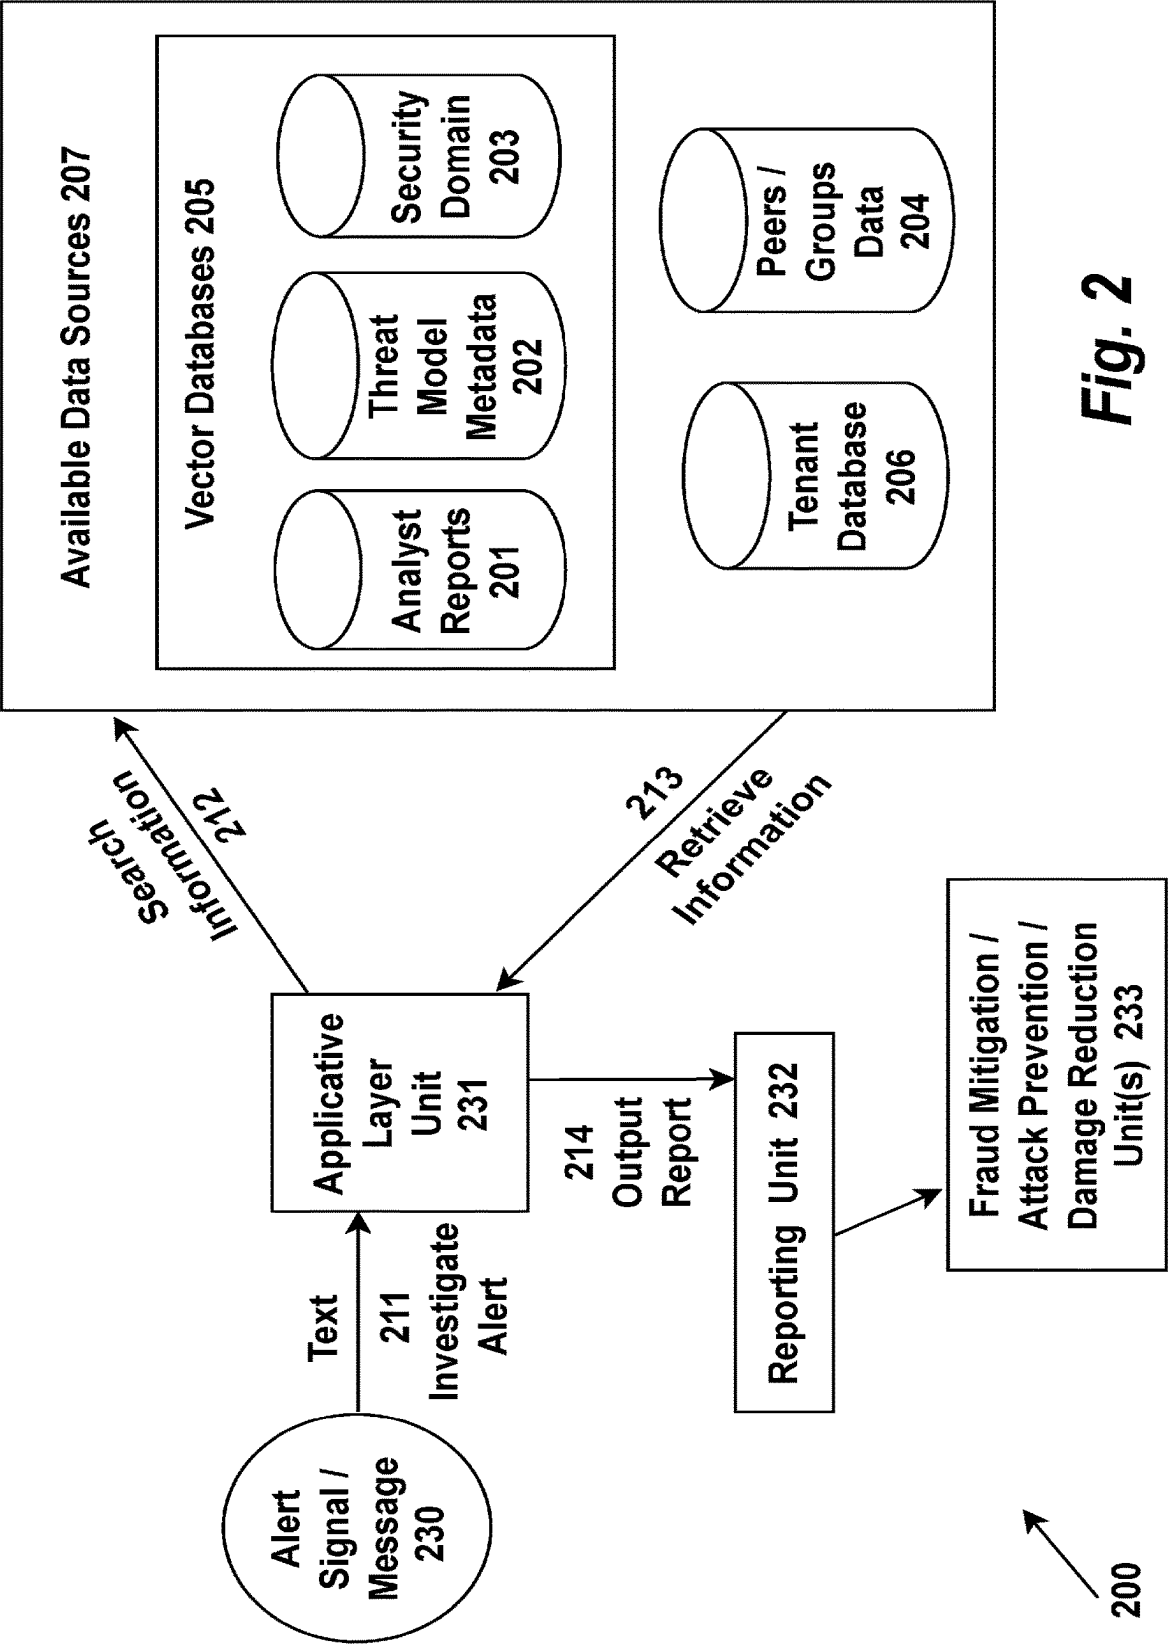 Available Data Sources 207
Vector Databases 205
Analyst
Reports
201
Threat
Model
Metadata
202
Security
Domain
203
Tenant
Database
206
Peers /
Groups
Data
204
Search
Information
212
213
Retrieve
Information
Alert
Signal /
Message
230
Text
211
Investigate
Alert
Applicative
Layer
Unit
231
214
Output
Report
Reporting Unit 232
Fraud Mitigation /
Attack Prevention /
Damage Reduction
Unit(s) 233
200
Fig. 2